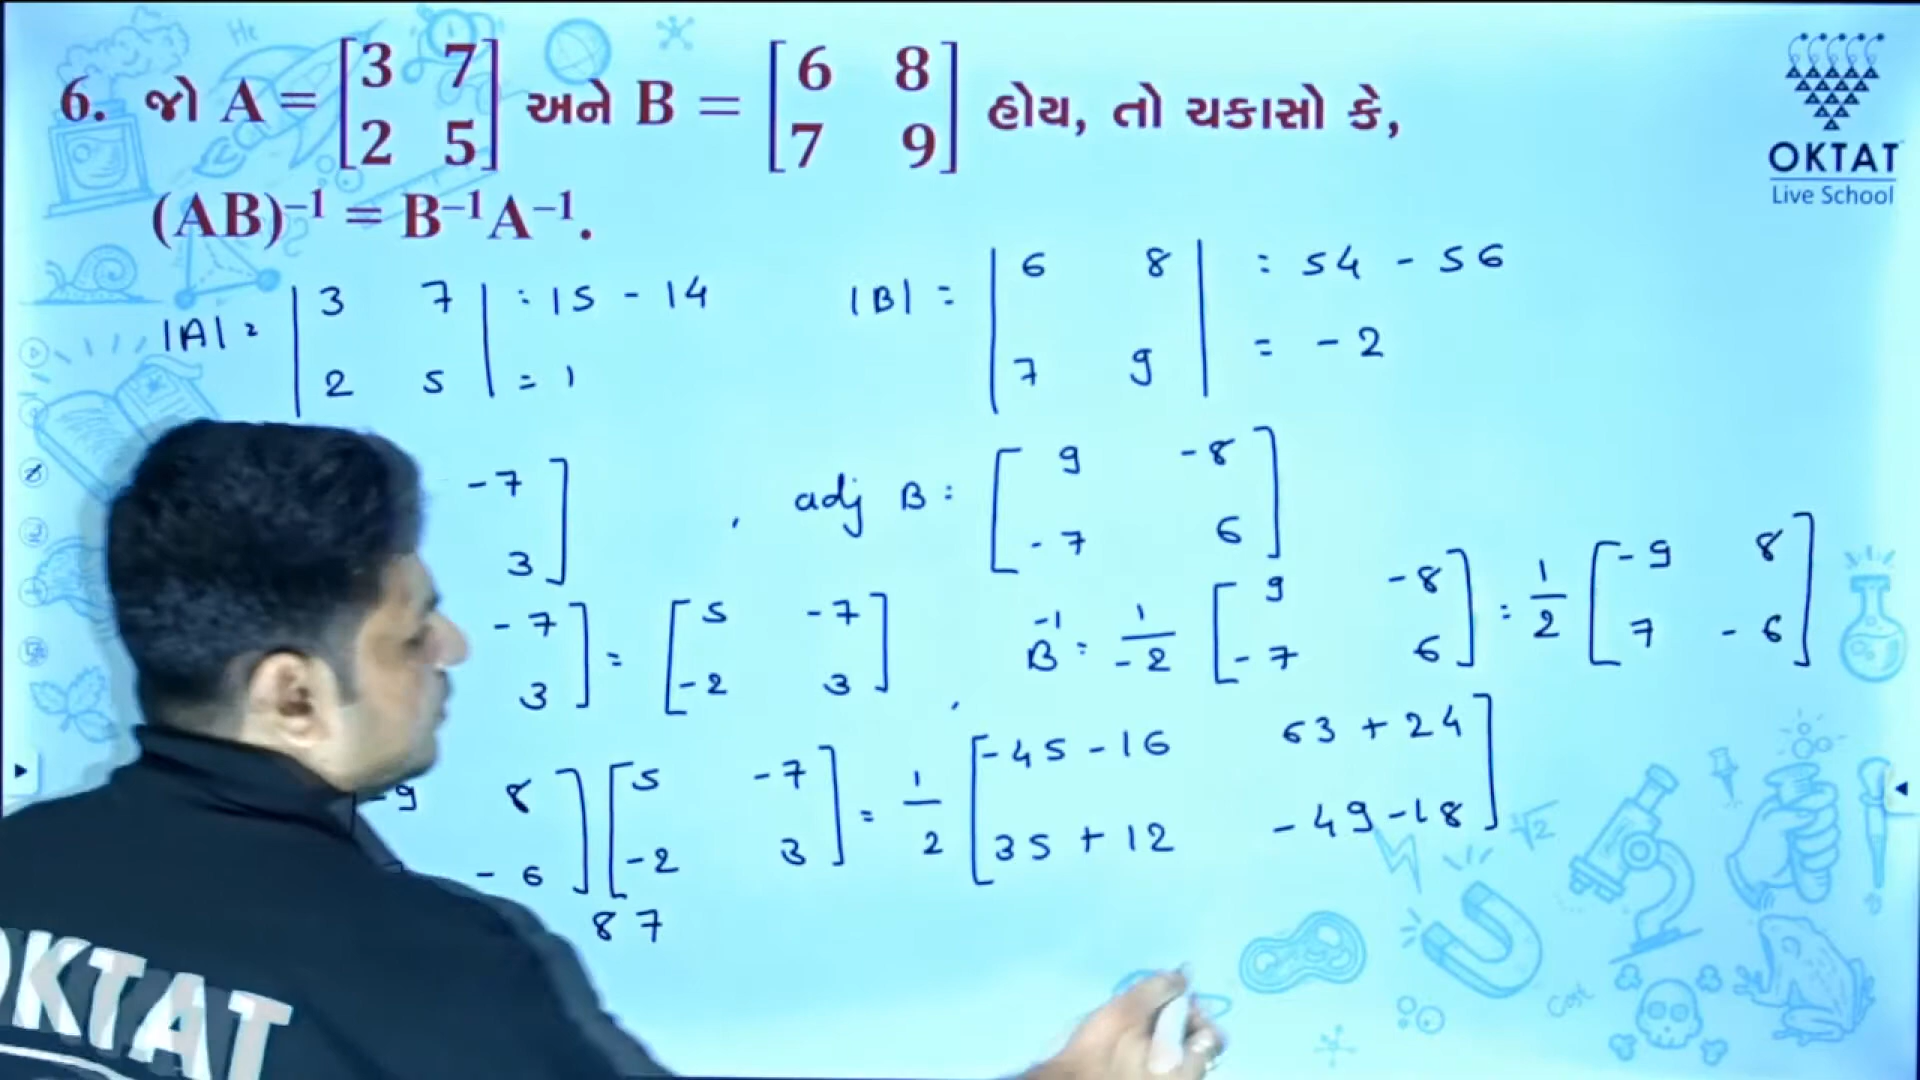 6. જો A = [3 7 2 5] અને B = [6 8 7 9] હોય, તો ચકાસો કે,
(AB)⁻¹ = B⁻¹A⁻¹.
OKTAT
Live School
|A| = |3 7 2 5| = 15 - 14
= 1
|B| = |6 8 7 9| = 54 - 56
= - 2
-7 3]
, adj B = [9 -8 -7 6]
-7 3] = [5 -7 -2 3]
, B⁻¹ = 1/-2 [9 -8 -7 6] = 1/2 [-9 8 7 -6]
-9 8 -6] [5 -7 -2 3] = 1/2 [-45-16 63+24 35+12 -49-18]
87
OKTAT